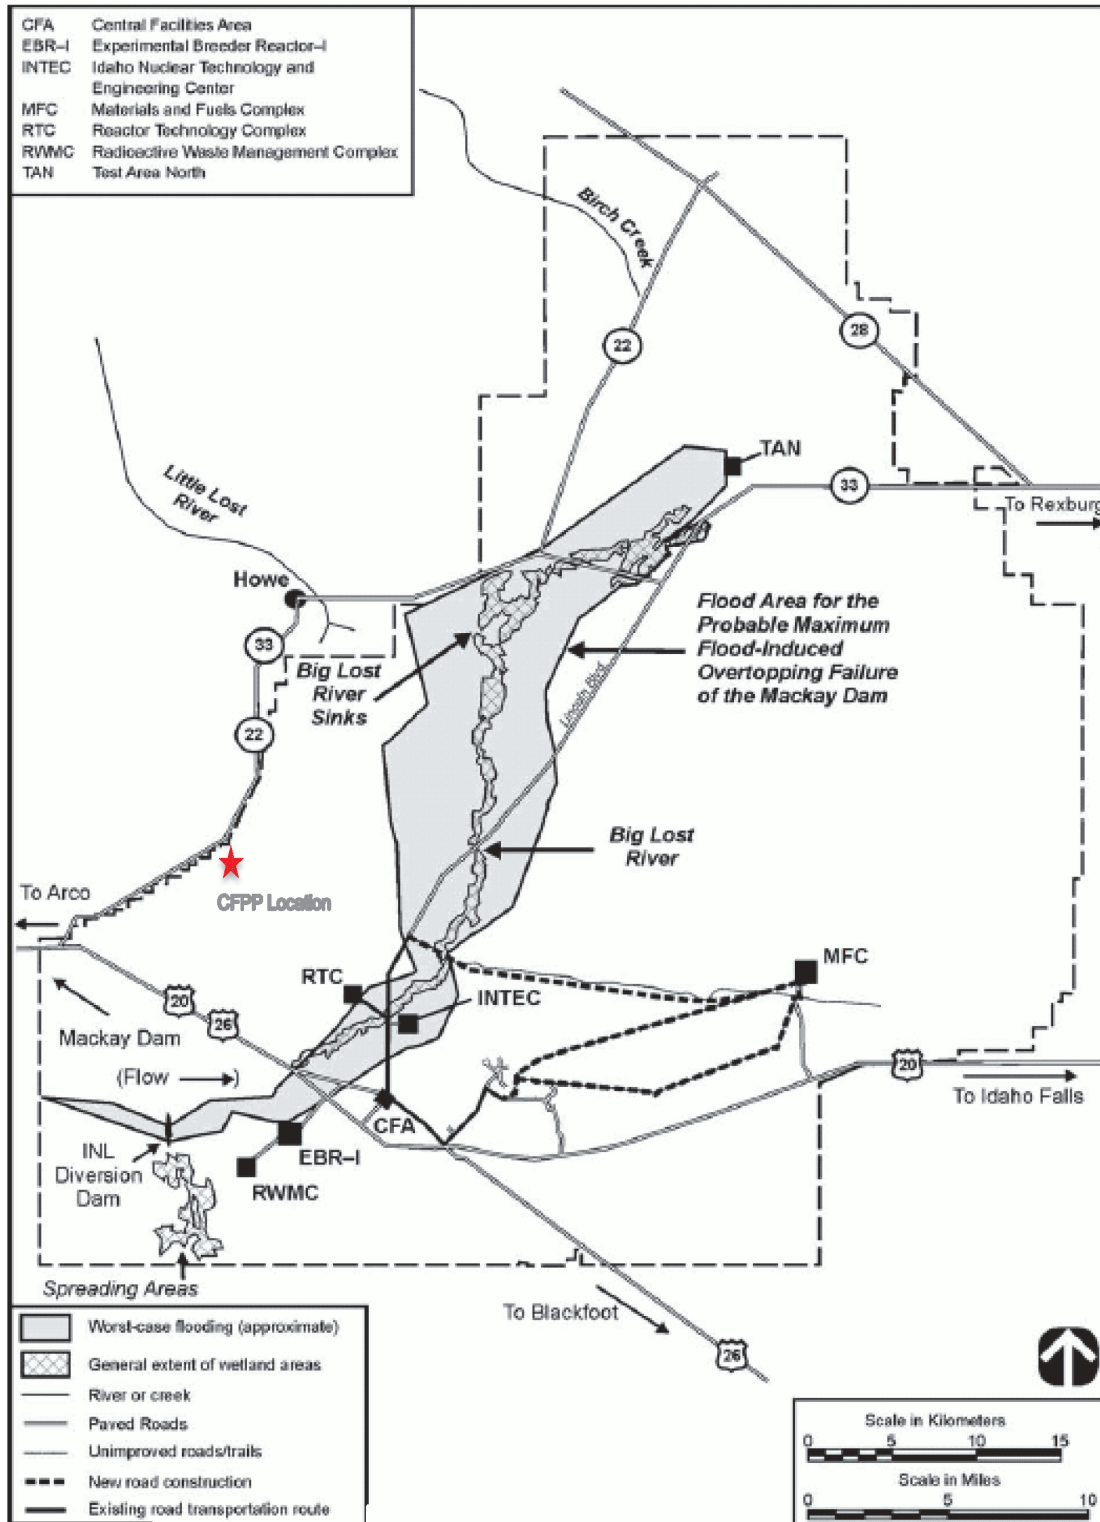 CFA Central Facilities Area
EBR–I Experimental Breeder Reactor–I
INTEC Idaho Nuclear Technology and
Engineering Center
MFC Materials and Fuels Complex
RTC Reactor Technology Complex
RWMC Radioactive Waste Management Complex
TAN Test Area North
Birch Creek
28
22
TAN
33
To Rexburg
Little Lost
River
Howe
33
Flood Area for the
Probable Maximum
Flood-Induced
Overtopping Failure
of the Mackay Dam
Big Lost
River
Sinks
Lincoln Blvd
22
Big Lost
River
To Arco
CFPP Location
MFC
RTC
INTEC
20
26
Mackay Dam
(Flow )
20
To Idaho Falls
CFA
INL
Diversion
Dam
EBR–I
RWMC
Spreading Areas
To Blackfoot
26
Worst-case flooding (approximate)
General extent of wetland areas
River or creek
Paved Roads
Unimproved roads/trails
New road construction
Existing road transportation route
Scale in Kilometers
0 5 10 15
Scale in Miles
0 5 10